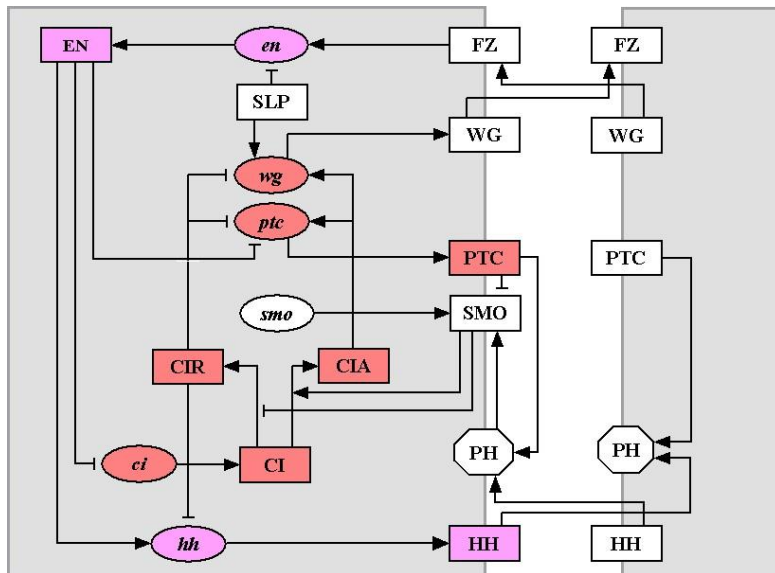 EN
en
FZ
FZ
SLP
WG
WG
wg
ptc
PTC
PTC
smo
SMO
CIR
CIA
PH
PH
ci
CI
hh
HH
HH